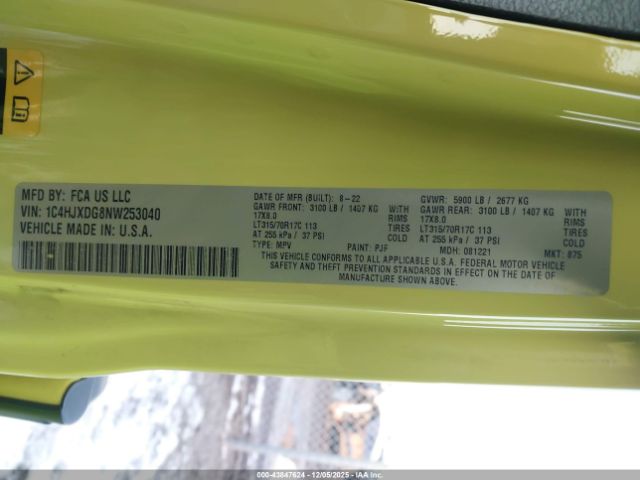 MFD BY: FCA US LLC
VIN: 1C4HJXDG8NW253040
VEHICLE MADE IN: U.S.A.
DATE OF MFR (BUILT): 8-22
GAWR FRONT: 3100 LB / 1407 KG
17X8.0 WITH RIMS
LT315/70R17C 113 TIRES
AT 255 kPa / 37 PSI COLD
TYPE: MPV PAINT: PJF
GVWR: 5900 LB / 2677 KG
GAWR REAR: 3100 LB / 1407 KG
17X8.0 WITH RIMS
LT315/70R17C 113 TIRES
AT 255 kPa / 37 PSI COLD
MDH: 081221 MKT: 875
THIS VEHICLE CONFORMS TO ALL APPLICABLE U.S.A. FEDERAL MOTOR VEHICLE
SAFETY AND THEFT PREVENTION STANDARDS IN EFFECT ON THE DATE OF
MANUFACTURE SHOWN ABOVE.
000-43847624 - 12/05/2025 - COPYRIGHT © IAA, LLC